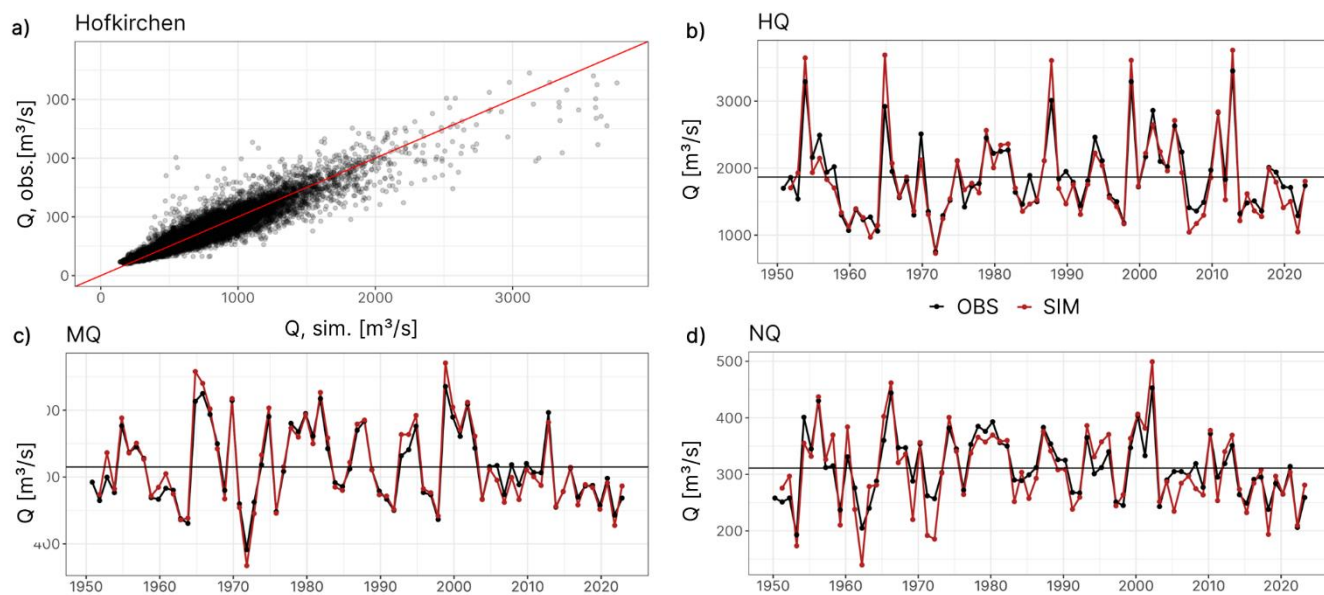 a) Hofkirchen
Q, obs.[m³/s]
0
0 1000 2000 3000
Q, sim. [m³/s]
b) HQ
Q [m³/s]
3000
2000
1000
1950 1960 1970 1980 1990 2000 2010 2020
OBS SIM
c) MQ
Q [m³/s]
400
1950 1960 1970 1980 1990 2000 2010 2020
d) NQ
Q [m³/s]
500
400
300
200
1950 1960 1970 1980 1990 2000 2010 2020